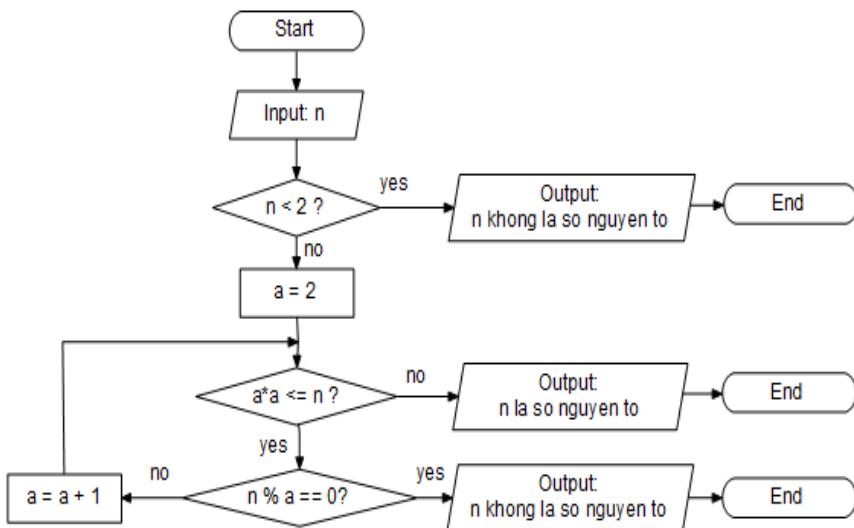 Start
Input: n
n < 2 ?
yes
Output:
n khong la so nguyen to
End
no
a = 2
a*a <= n ?
no
Output:
n la so nguyen to
End
yes
a = a + 1
no
n % a == 0?
yes
Output:
n khong la so nguyen to
End